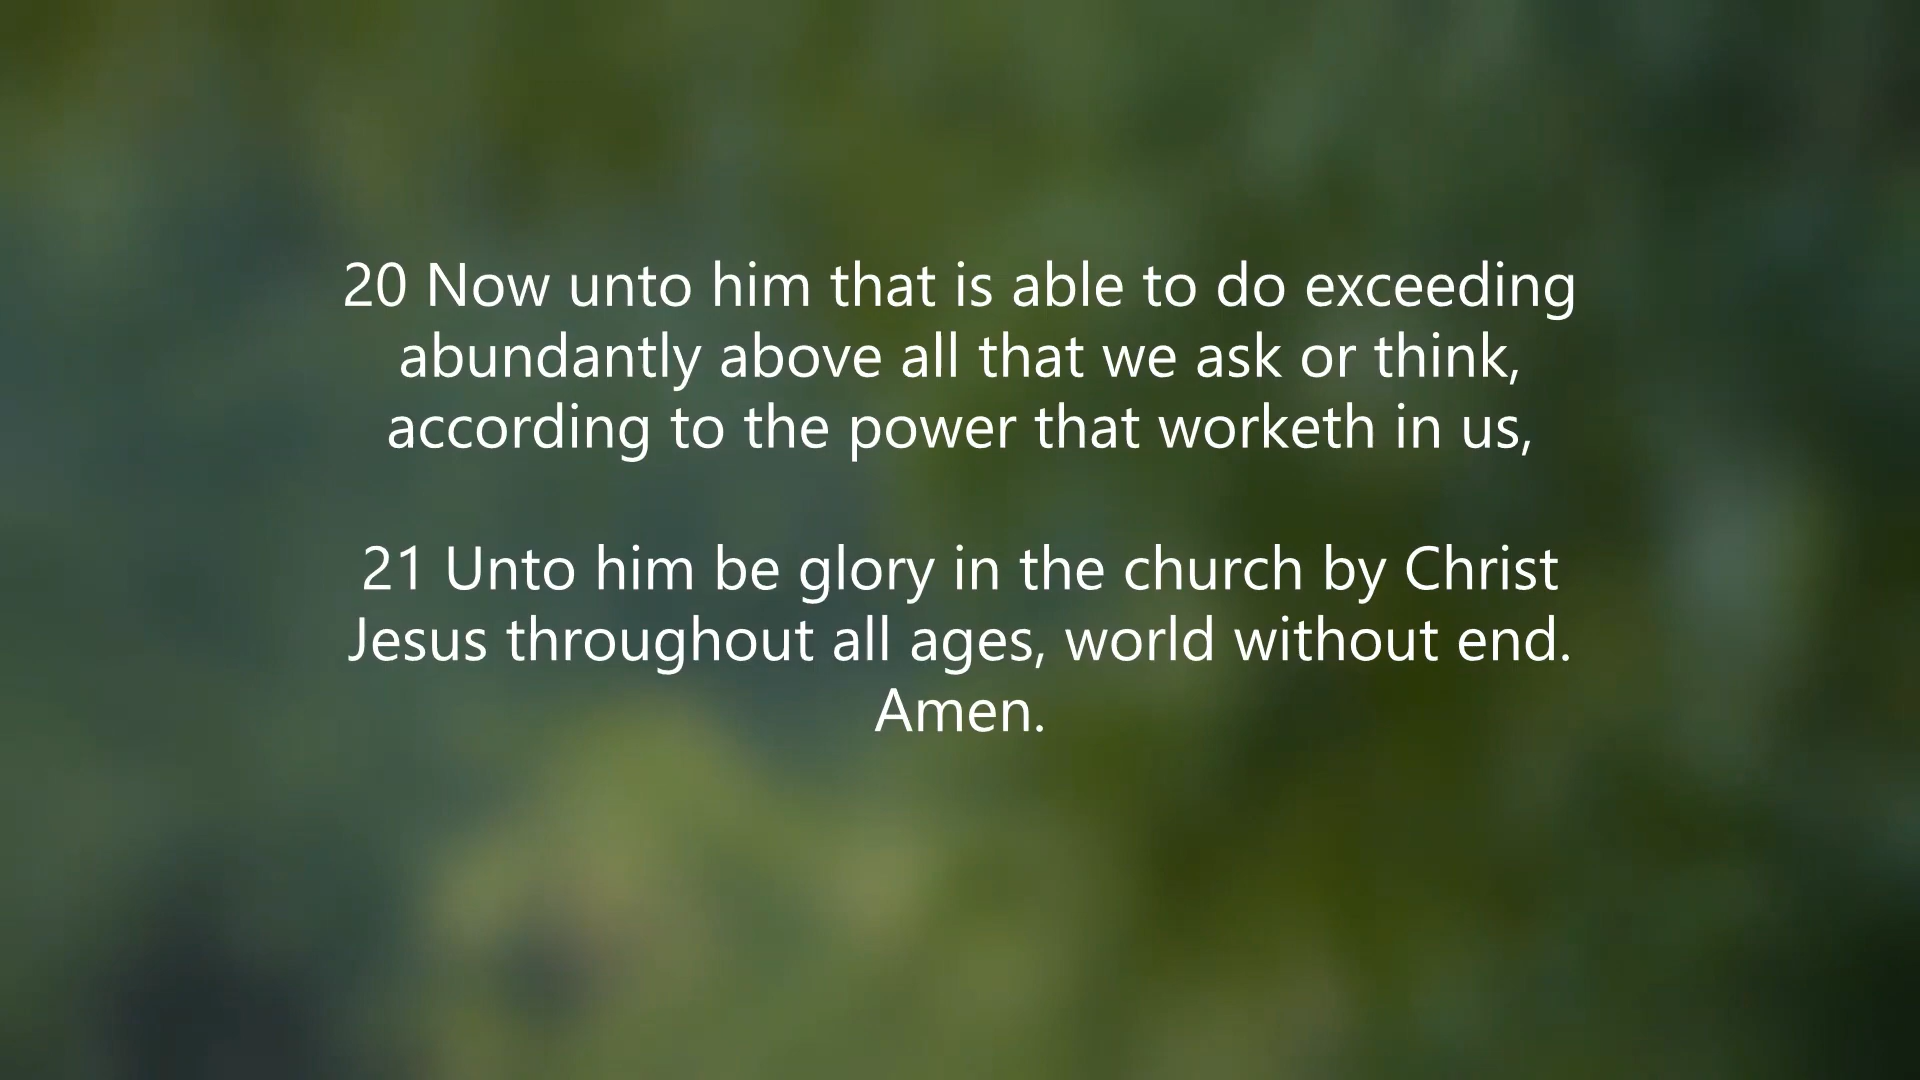 20 Now unto him that is able to do exceeding
abundantly above all that we ask or think,
according to the power that worketh in us,
21 Unto him be glory in the church by Christ
Jesus throughout all ages, world without end.
Amen.